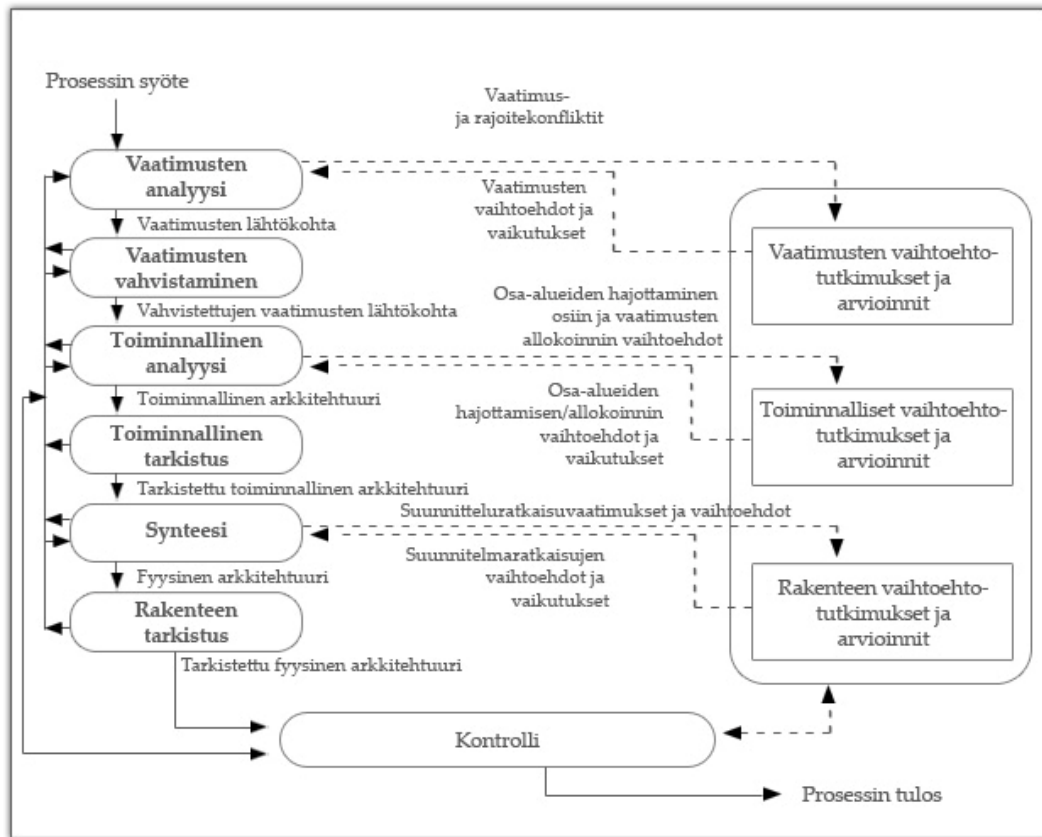 Prosessin syöte
Vaatimus-
ja rajoitekonfliktit
Vaatimusten
analyysi
Vaatimusten
vaihtoehdot ja
vaikutukset
Vaatimusten lähtökohta
Vaatimusten vaihtoehto-
tutkimukset ja
arvioinnit
Vaatimusten
vahvistaminen
Vahvistettujen vaatimusten lähtökohta
Osa-alueiden hajottaminen
osiin ja vaatimusten
allokoinnin vaihtoehdot
Toiminnallinen
analyysi
Toiminnallinen arkkitehtuuri
Osa-alueiden
hajottamisen/allokoinnin
vaihtoehdot ja
vaikutukset
Toiminnalliset vaihtoehto-
tutkimukset ja
arvioinnit
Toiminnallinen
tarkistus
Tarkistettu toiminnallinen arkkitehtuuri
Suunnitteluratkaisuvaatimukset ja vaihtoehdot
Synteesi
Suunnitelmaratkaisujen
vaihtoehdot ja
vaikutukset
Fyysinen arkkitehtuuri
Rakenteen vaihtoehto-
tutkimukset ja
arvioinnit
Rakenteen
tarkistus
Tarkistettu fyysinen arkkitehtuuri
Kontrolli
Prosessin tulos